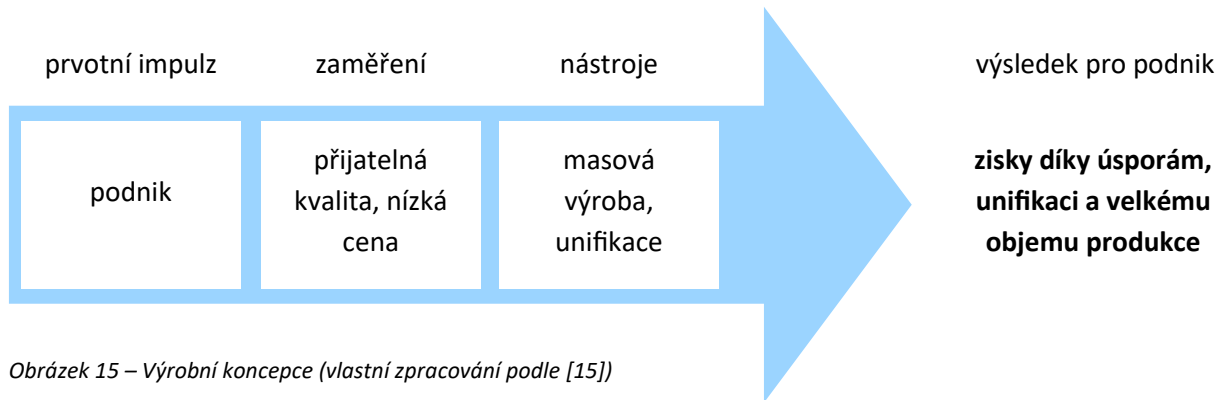 prvotní impulz
zaměření
nástroje
výsledek pro podnik
podnik
přijatelná
kvalita, nízká
cena
masová
výroba,
unifikace
zisky díky úsporám,
unifikaci a velkému
objemu produkce
Obrázek 15 – Výrobní koncepce (vlastní zpracování podle [15])